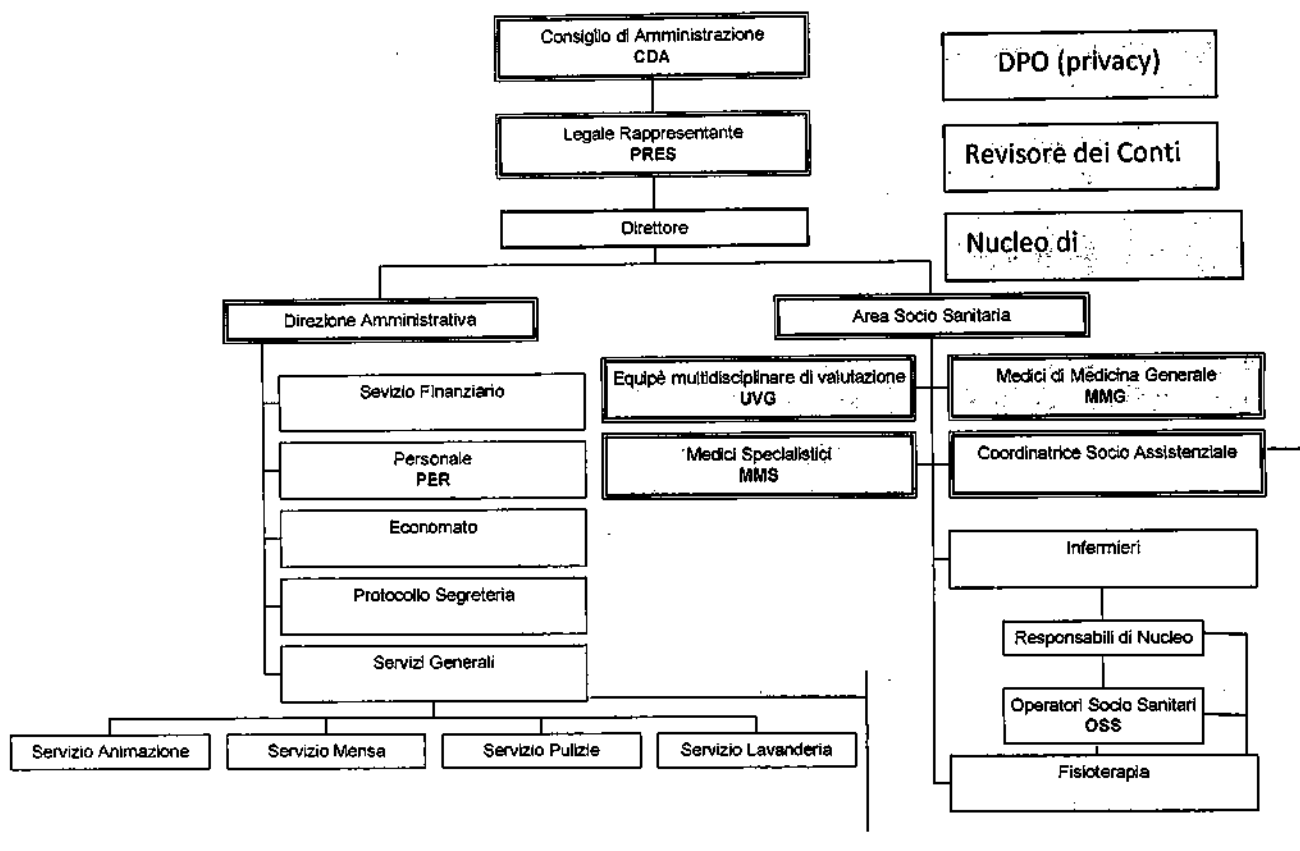 Consiglio di Amministrazione
CDA
DPO (privacy)
Legale Rappresentante
PRES
Revisore dei Conti
Direttore
Nucleo di
Direzione Amministrativa
Area Socio Sanitaria
Sevizio Finanziario
Personale
PER
Economato
Protocollo Segreteria
Servizi Generali
Servizio Animazione
Servizio Mensa
Servizio Pulizie
Servizio Lavanderia
Equipè multidisciplinare di valutazione
UVG
Medici di Medicina Generale
MMG
Medici Specialistici
MMS
Coordinatrice Socio Assistenziale
Infermieri
Responsabili di Nucleo
Operatori Socio Sanitari
OSS
Fisioterapia